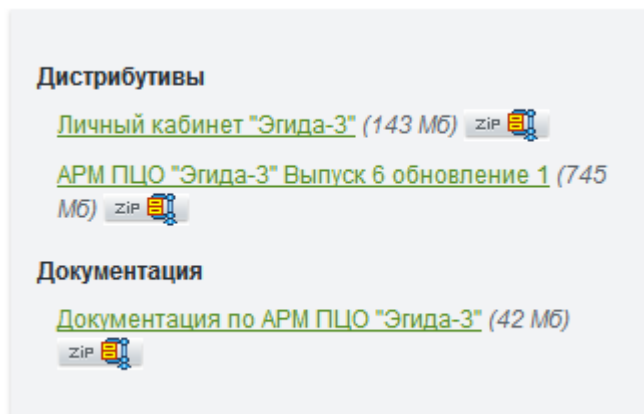 Дистрибутивы
Личный кабинет "Эгида-3" (143 Мб) ZIP
АРМ ПЦО "Эгида-3" Выпуск 6 обновление 1 (745
Мб) ZIP
Документация
Документация по АРМ ПЦО "Эгида-3" (42 Мб)
ZIP